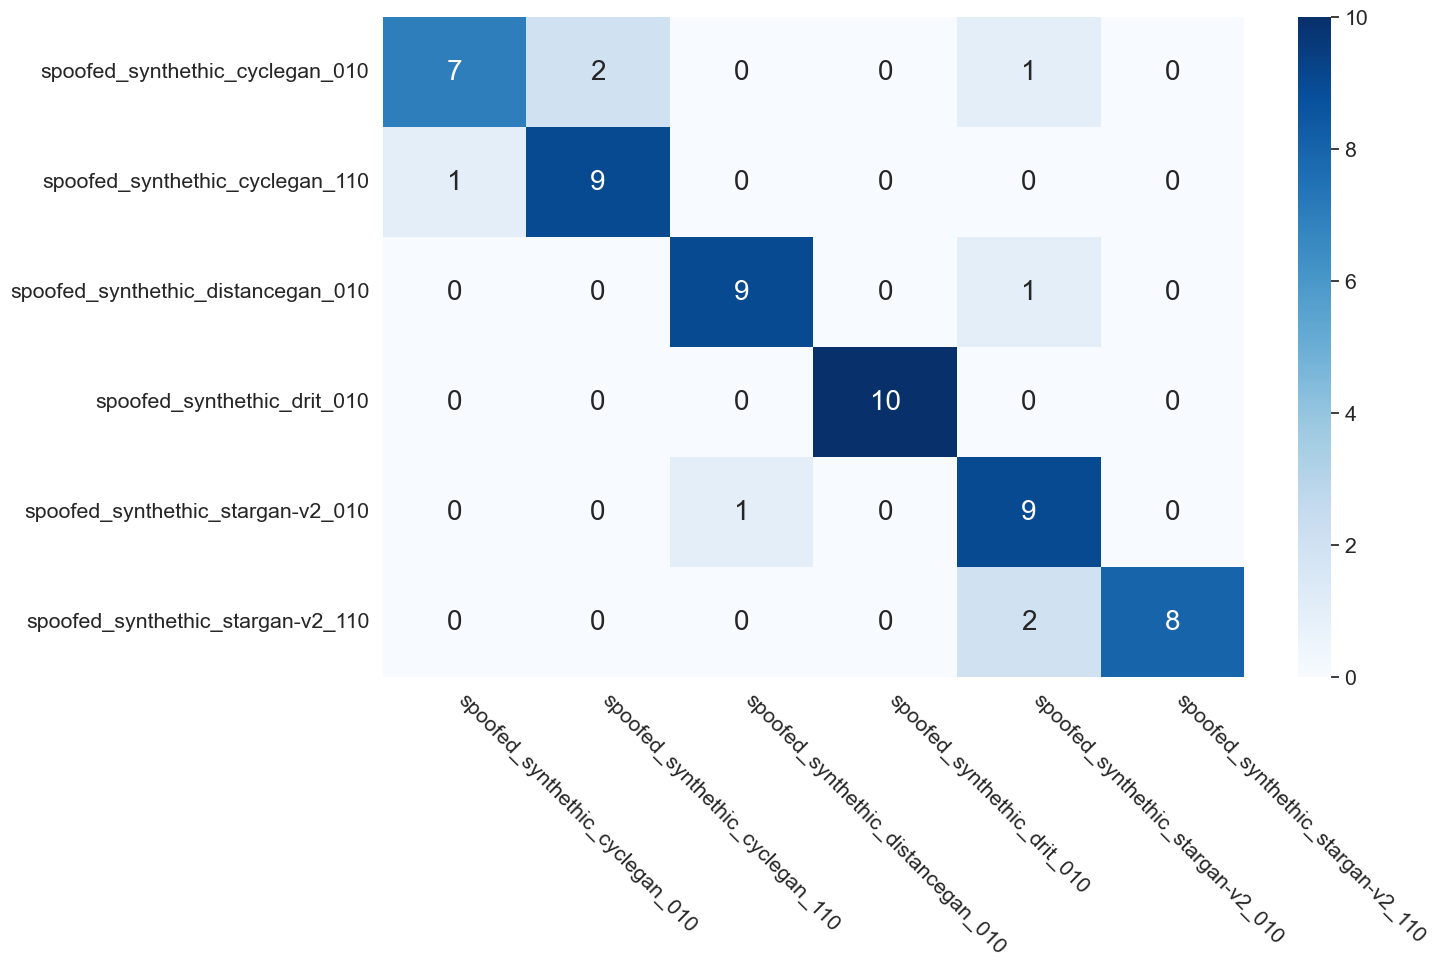 spoofed_synthethic_cyclegan_010 7 2 0 0 1 0
spoofed_synthethic_cyclegan_110 1 9 0 0 0 0
spoofed_synthethic_distancegan_010 0 0 9 0 1 0
spoofed_synthethic_drit_010 0 0 0 10 0 0
spoofed_synthethic_stargan-v2_010 0 0 1 0 9 0
spoofed_synthethic_stargan-v2_110 0 0 0 0 2 8
spoofed_synthethic_cyclegan_010
spoofed_synthethic_cyclegan_110
spoofed_synthethic_distancegan_010
spoofed_synthethic_drit_010
spoofed_synthethic_stargan-v2_010
spoofed_synthethic_stargan-v2_110
10
8
6
4
2
0